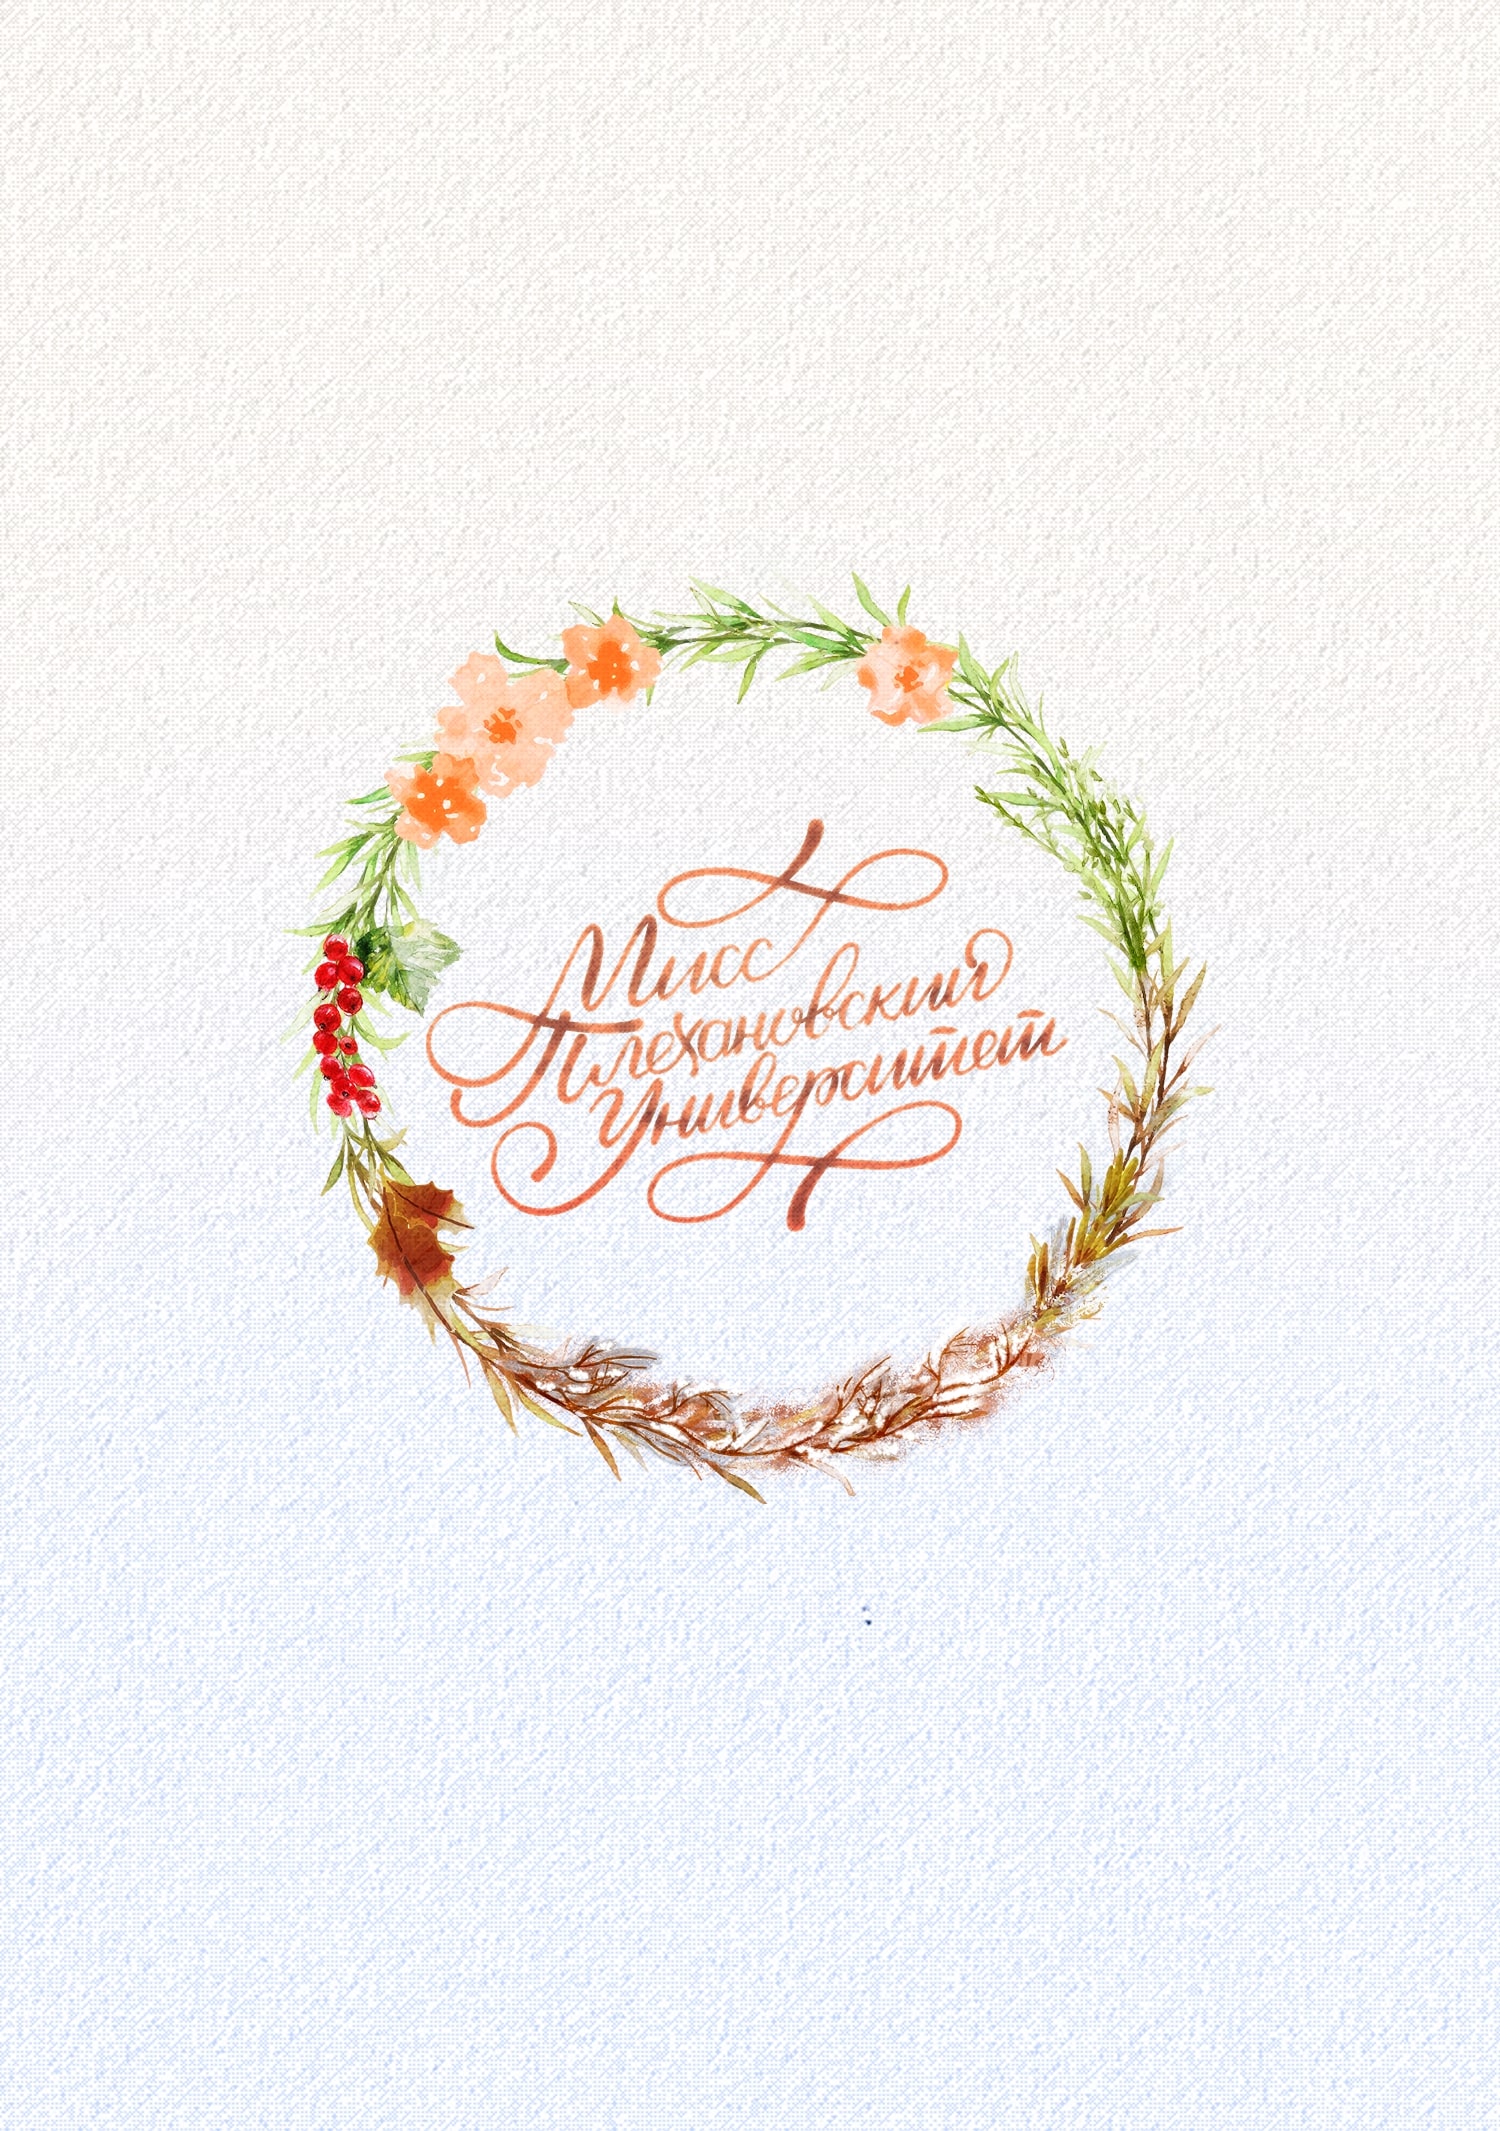 Мисс
Плехановский
Университет